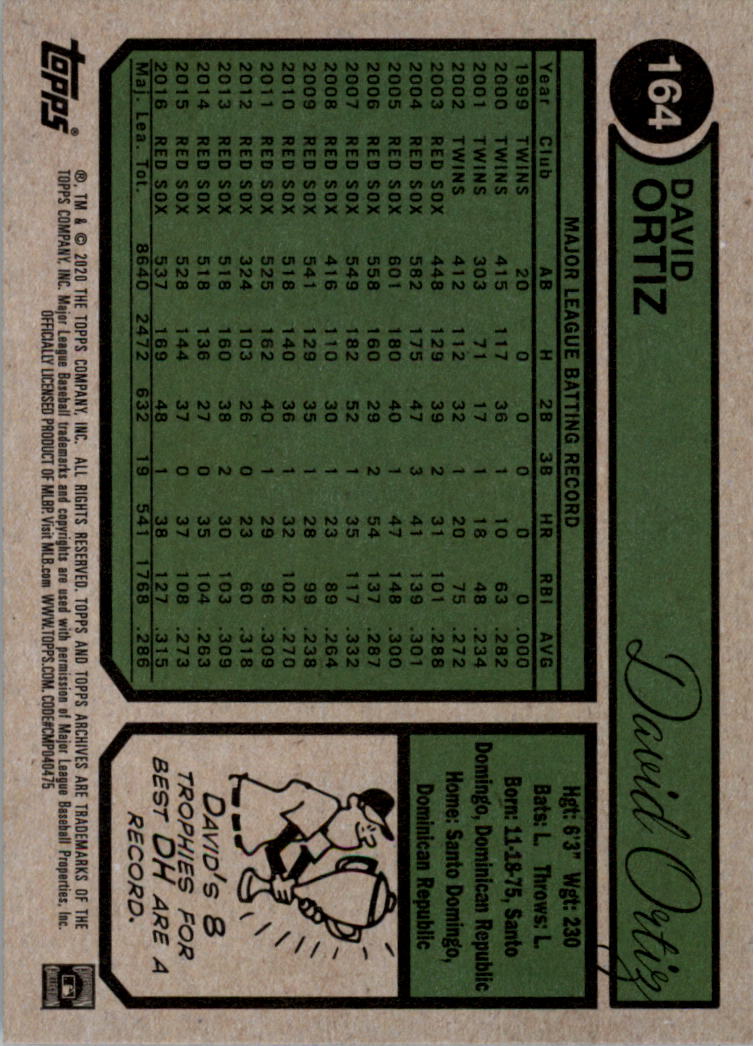 164
DAVID
ORTIZ
David Ortiz
MAJOR LEAGUE BATTING RECORD
Year Club AB H 2B 3B HR RBI AVG
1999 TWINS 20 0 0 0 0 0 .000
2000 TWINS 415 117 36 1 10 63 .282
2001 TWINS 303 71 17 1 18 48 .234
2002 TWINS 412 112 32 1 20 75 .272
2003 RED SOX 448 129 39 2 31 101 .288
2004 RED SOX 582 175 47 3 41 139 .301
2005 RED SOX 601 180 40 1 47 148 .300
2006 RED SOX 558 160 29 2 54 137 .287
2007 RED SOX 549 182 52 1 35 117 .332
2008 RED SOX 416 110 30 1 23 89 .264
2009 RED SOX 541 129 35 1 28 99 .238
2010 RED SOX 518 140 36 1 32 102 .270
2011 RED SOX 525 162 40 1 29 96 .309
2012 RED SOX 324 103 26 0 23 60 .318
2013 RED SOX 518 160 38 2 30 103 .309
2014 RED SOX 518 136 27 0 35 104 .263
2015 RED SOX 528 144 37 0 37 108 .273
2016 RED SOX 537 169 48 1 38 127 .315
Maj. Lea. Tot. 8640 2472 632 19 541 1768 .286
Hgt: 6'3" Wgt: 230
Bats: L. Throws: L.
Born: 11-18-75, Santo
Domingo, Dominican Republic
Home: Santo Domingo,
Dominican Republic
DAVID'S 8
TROPHIES FOR
BEST DH ARE A
RECORD.
topps®
®, TM & © 2020 THE TOPPS COMPANY, INC. ALL RIGHTS RESERVED. TOPPS AND TOPPS ARCHIVES ARE TRADEMARKS OF THE
TOPPS COMPANY, INC. Major League Baseball trademarks and copyrights are used with permission of Major League Baseball Properties, Inc.
OFFICIALLY LICENSED PRODUCT OF MLBP. Visit MLB.com WWW.TOPPS.COM. CODE#CMP040475